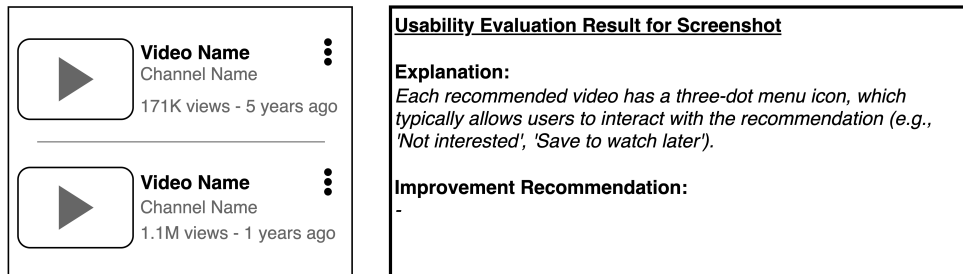 Video Name
Channel Name
171K views - 5 years ago
Video Name
Channel Name
1.1M views - 1 years ago
Usability Evaluation Result for Screenshot
Explanation:
Each recommended video has a three-dot menu icon, which
typically allows users to interact with the recommendation (e.g.,
'Not interested', 'Save to watch later').
Improvement Recommendation:
-